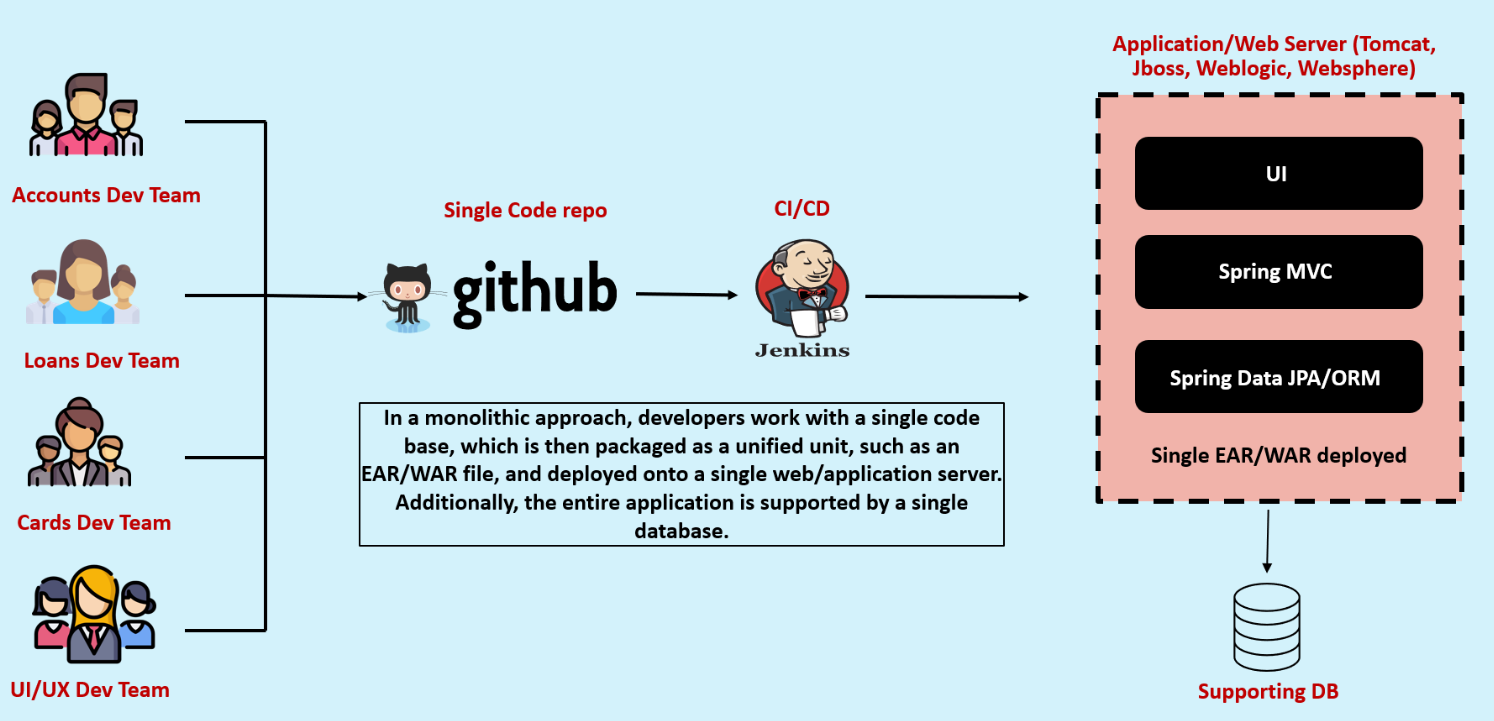 Application/Web Server (Tomcat,
Jboss, Weblogic, Websphere)
Accounts Dev Team
Loans Dev Team
Cards Dev Team
UI/UX Dev Team
Single Code repo
github
CI/CD
Jenkins
In a monolithic approach, developers work with a single code
base, which is then packaged as a unified unit, such as an
EAR/WAR file, and deployed onto a single web/application server.
Additionally, the entire application is supported by a single
database.
UI
Spring MVC
Spring Data JPA/ORM
Single EAR/WAR deployed
Supporting DB